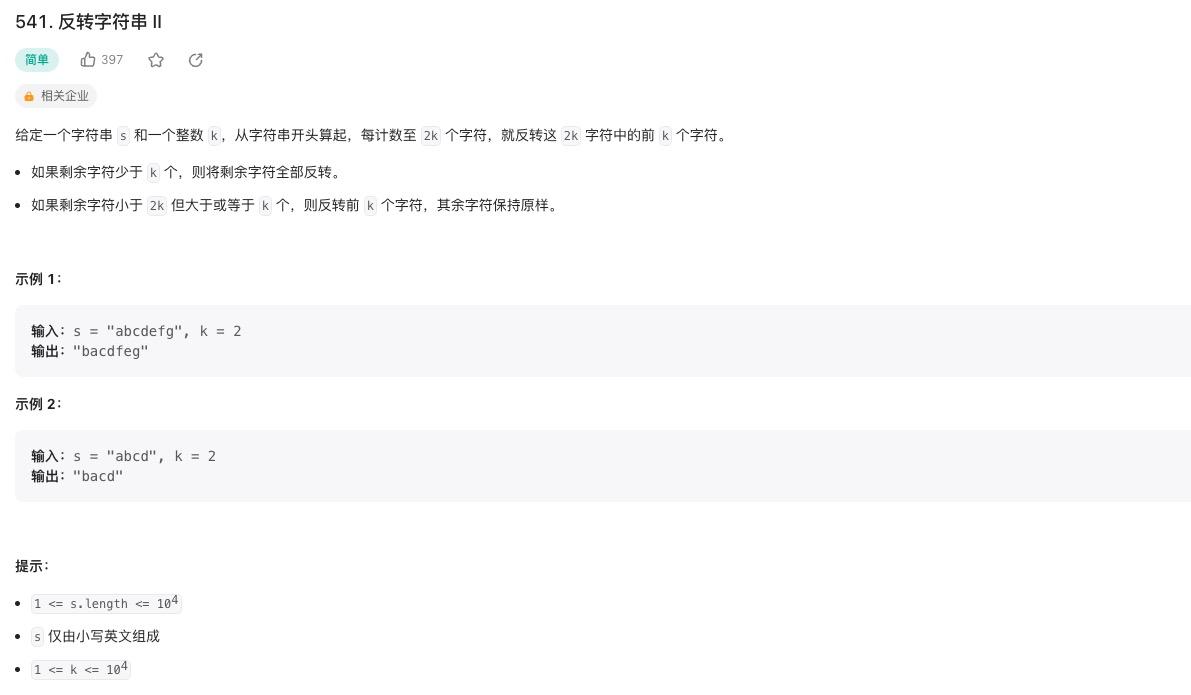 541. 反转字符串 II
简单 397
相关企业
给定一个字符串 s 和一个整数 k，从字符串开头算起，每计数至 2k 个字符，就反转这 2k 字符中的前 k 个字符。
• 如果剩余字符少于 k 个，则将剩余字符全部反转。
• 如果剩余字符小于 2k 但大于或等于 k 个，则反转前 k 个字符，其余字符保持原样。
示例 1：
输入：s = "abcdefg", k = 2
输出："bacdfeg"
示例 2：
输入：s = "abcd", k = 2
输出："bacd"
提示：
• 1 <= s.length <= 10⁴
• s 仅由小写英文组成
• 1 <= k <= 10⁴